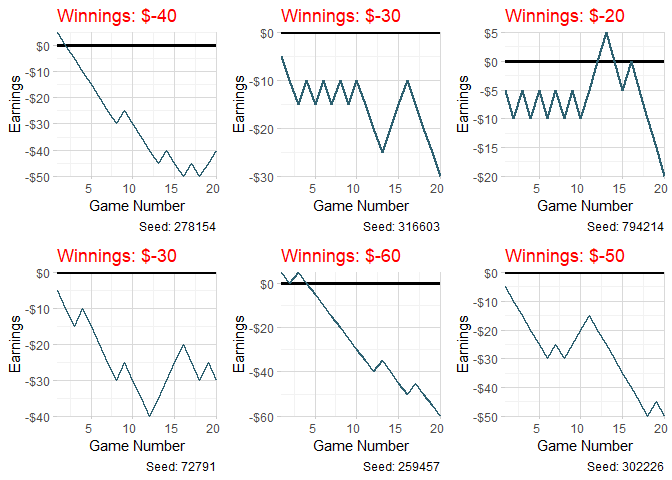 Winnings: $-40
$0
-$10
-$20
-$30
-$40
-$50
Earnings
5 10 15 20
Game Number
Seed: 278154
Winnings: $-30
$0
-$10
-$20
-$30
Earnings
5 10 15 20
Game Number
Seed: 316603
Winnings: $-20
$5
$0
-$5
-$10
-$15
-$20
Earnings
5 10 15 20
Game Number
Seed: 794214
Winnings: $-30
$0
-$10
-$20
-$30
-$40
Earnings
5 10 15 20
Game Number
Seed: 72791
Winnings: $-60
$0
-$20
-$40
-$60
Earnings
5 10 15 20
Game Number
Seed: 259457
Winnings: $-50
$0
-$10
-$20
-$30
-$40
-$50
Earnings
5 10 15 20
Game Number
Seed: 302226